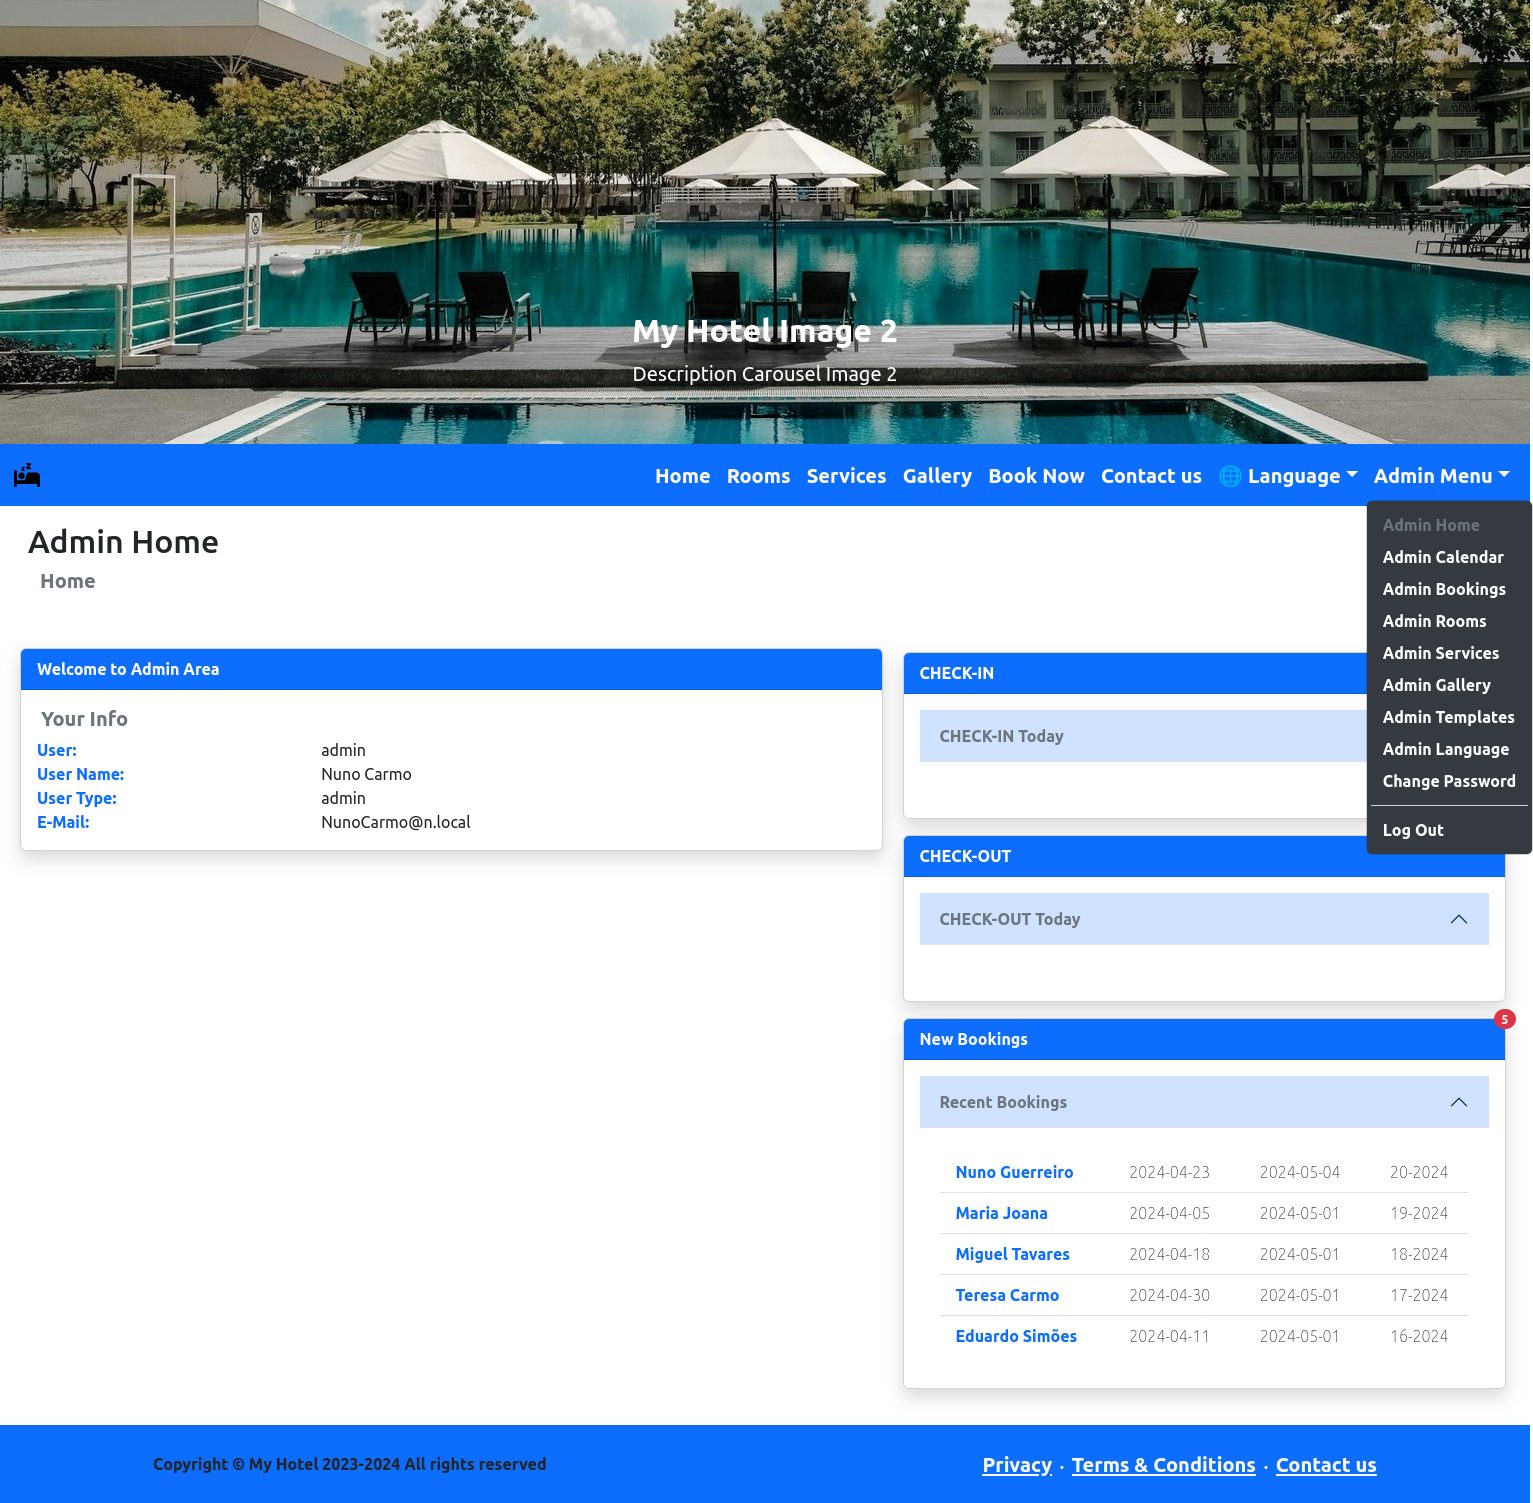 My Hotel Image 2
Description Carousel Image 2
Home Rooms Services Gallery Book Now Contact us 🌐 Language Admin Menu
Admin Home
Home
Admin Home
Admin Calendar
Admin Bookings
Admin Rooms
Admin Services
Admin Gallery
Admin Templates
Admin Language
Change Password
Log Out
Welcome to Admin Area
Your Info
User: admin
User Name: Nuno Carmo
User Type: admin
E-Mail: NunoCarmo@n.local
CHECK-IN
CHECK-IN Today
CHECK-OUT
CHECK-OUT Today
New Bookings 5
Recent Bookings
Nuno Guerreiro 2024-04-23 2024-05-04 20-2024
Maria Joana 2024-04-05 2024-05-01 19-2024
Miguel Tavares 2024-04-18 2024-05-01 18-2024
Teresa Carmo 2024-04-30 2024-05-01 17-2024
Eduardo Simões 2024-04-11 2024-05-01 16-2024
Copyright © My Hotel 2023-2024 All rights reserved
Privacy · Terms & Conditions · Contact us